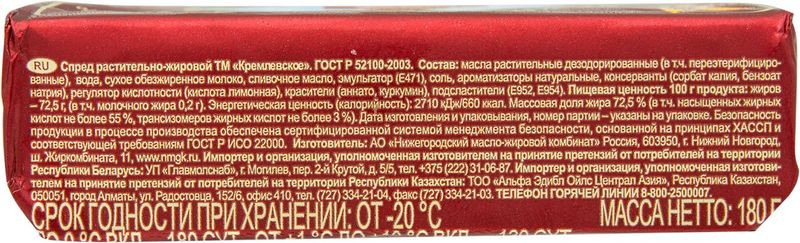 RU Спред растительно-жировой ТМ «Кремлевское». ГОСТ Р 52100-2003. Состав: масла растительные дезодорированные (в т.ч. переэтерифициро-
ванные), вода, сухое обезжиренное молоко, сливочное масло, эмульгатор (Е471), соль, ароматизаторы натуральные, консерванты (сорбат калия, бензоат
натрия), регулятор кислотности (кислота лимонная), красители (аннато, куркумин), подсластители (Е952, Е954). Пищевая ценность 100 г продукта: жиров
– 72,5 г, (в т.ч. молочного жира 0,2 г). Энергетическая ценность (калорийность): 2710 кДж/660 ккал. Массовая доля жира 72,5 % (в т.ч. насыщенных жирных
кислот не более 55 %, трансизомеров жирных кислот не более 3 %). Дата изготовления и упаковывания, номер партии – указаны на упаковке. Безопасность
продукции в процессе производства обеспечена сертифицированной системой менеджмента безопасности, основанной на принципах ХАССП и
соответствующей требованиям ГОСТ Р ИСО 22000. Изготовитель: АО «Нижегородский масло-жировой комбинат» Россия, 603950, г. Нижний Новгород,
ш. Жиркомбината, 11, www.nmgk.ru. Импортер и организация, уполномоченная изготовителем на принятие претензий от потребителей на территории
Республики Беларусь: УП «Главмолснаб», г. Могилев, пер. 2-й Крутой, д. 5/5, тел. +375 (222) 31-06-87. Импортер и организация, уполномоченная изготови-
телем на принятие претензий от потребителей на территории Республики Казахстан: ТОО «Альфа Эдибл Ойлс Централ Азия», Республика Казахстан,
050051, город Алматы, ул. Радостовца, 152/6, офис 410, тел. (727) 334-21-04, факс (727) 334-21-03. ТЕЛЕФОН ГОРЯЧЕЙ ЛИНИИ 8-800-2500007.
СРОК ГОДНОСТИ ПРИ ХРАНЕНИИ: ОТ -20 °С МАССА НЕТТО: 180 Г